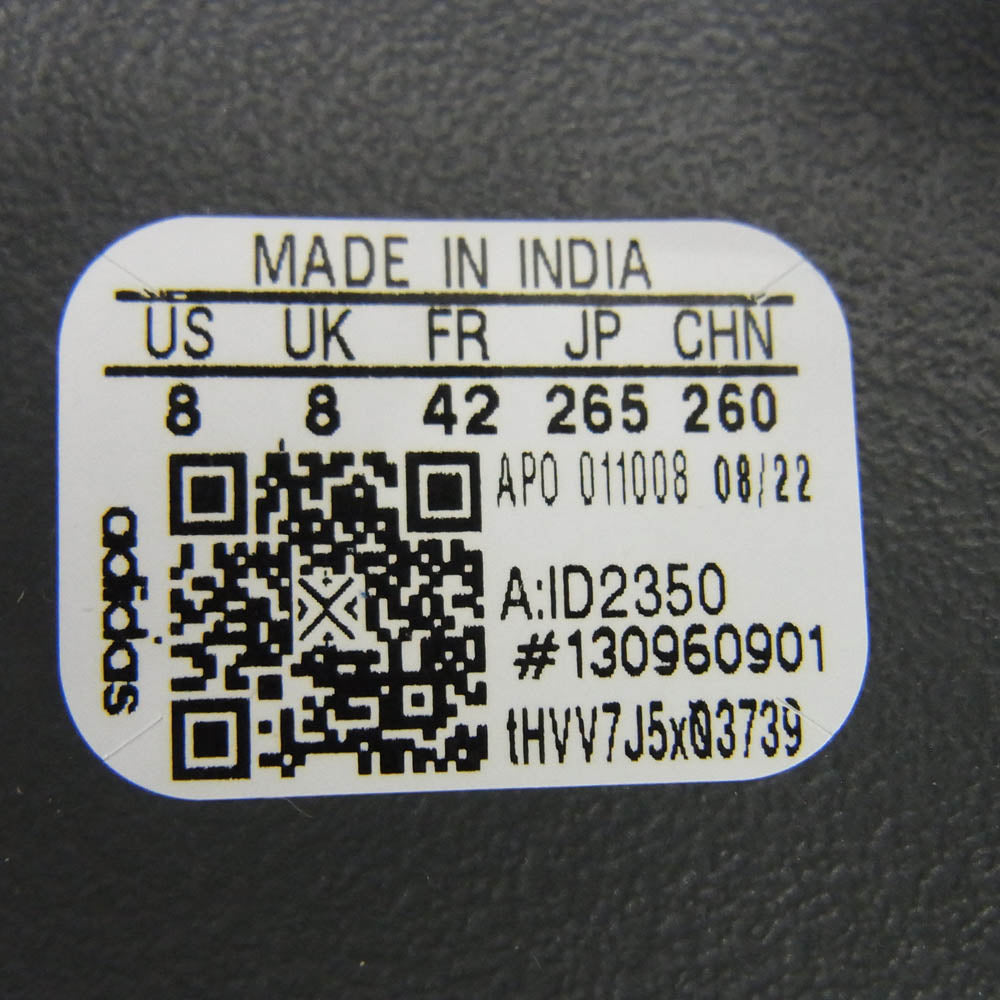 MADE IN INDIA
US UK FR JP CHN
8 8 42 265 260
APO 011008 08/22
A:ID2350
#130960901
adidas